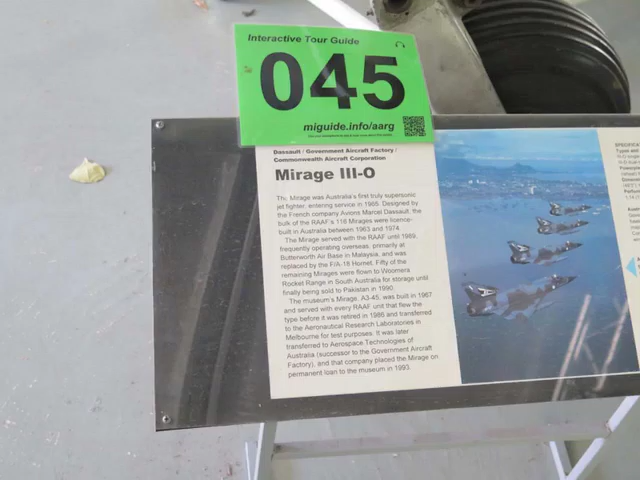 Interactive Tour Guide
045
miguide.info/aarg
Dassault / Government Aircraft Factory /
Commonwealth Aircraft Corporation
Mirage III-O
The Mirage was Australia's first truly supersonic
jet fighter, entering service in 1965. Designed by
the French company Avions Marcel Dassault, the
bulk of the RAAF's 116 Mirages were licence-
built in Australia between 1963 and 1974.
The Mirage served with the RAAF until 1989,
frequently operating overseas, primarily at
Butterworth Air Base in Malaysia, and was
replaced by the F/A-18 Hornet. Fifty of the
remaining Mirages were flown to Woomera
Rocket Range in South Australia for storage until
finally being sold to Pakistan in 1990.
The museum's Mirage, A3-45, was built in 1967
and served with every RAAF unit that flew the
type before it was retired in 1986 and transferred
to the Aeronautical Research Laboratories in
Melbourne for test purposes. It was later
transferred to Aerospace Technologies of
Australia (successor to the Government Aircraft
Factory), and that company placed the Mirage on
permanent loan to the museum in 1993.